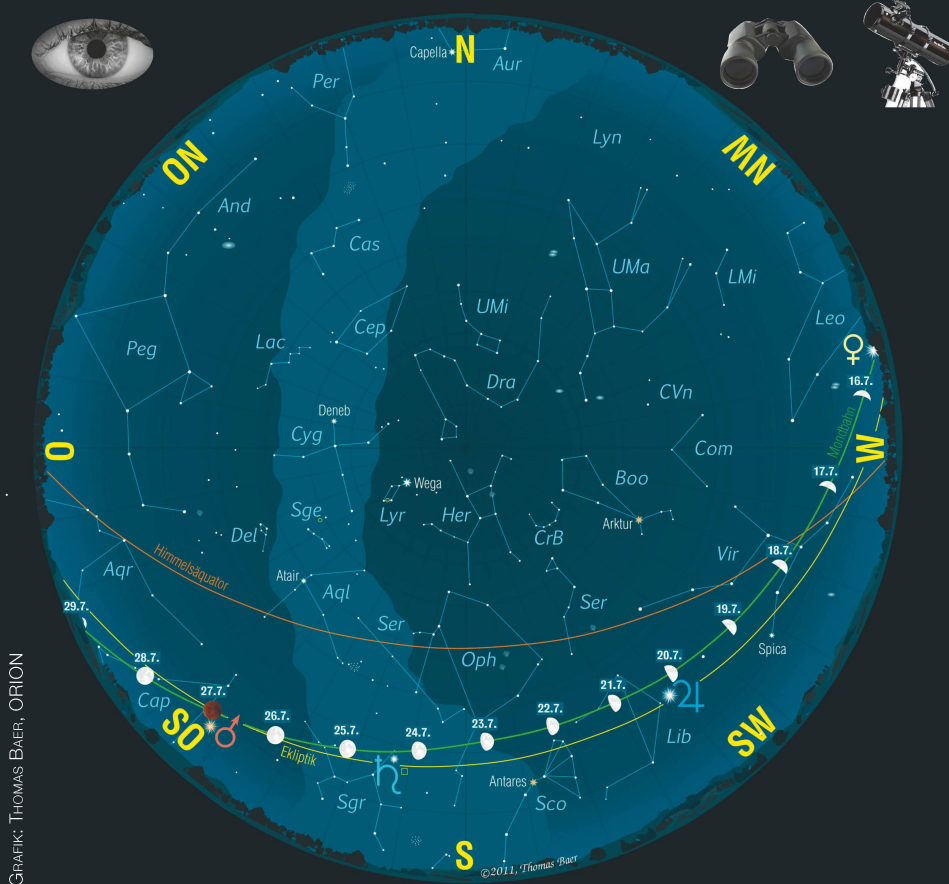 N
Capella
Aur
Per
Lyn
NO
NW
And
Cas
UMa
LMi
UMi
Cep
Leo
♀
Lac
Peg
Dra
16.7.
CVn
Deneb
Mondbahn
Cyg
Com
O
W
17.7.
Wega
Boo
Sge
Lyr
Her
Arktur
Del
CrB
Himmelsäquator
Vir
18.7.
Aqr
Atair
Aql
29.7.
Ser
Ser
19.7.
Spica
Oph
28.7.
20.7.
27.7.
21.7.
♃
Cap
SO
♂
26.7.
25.7.
24.7.
23.7.
22.7.
Lib
SW
Ekliptik
♄
Antares
Sgr
Sco
S
©2011, Thomas Baer
GRAFIK: THOMAS BAER, ORION